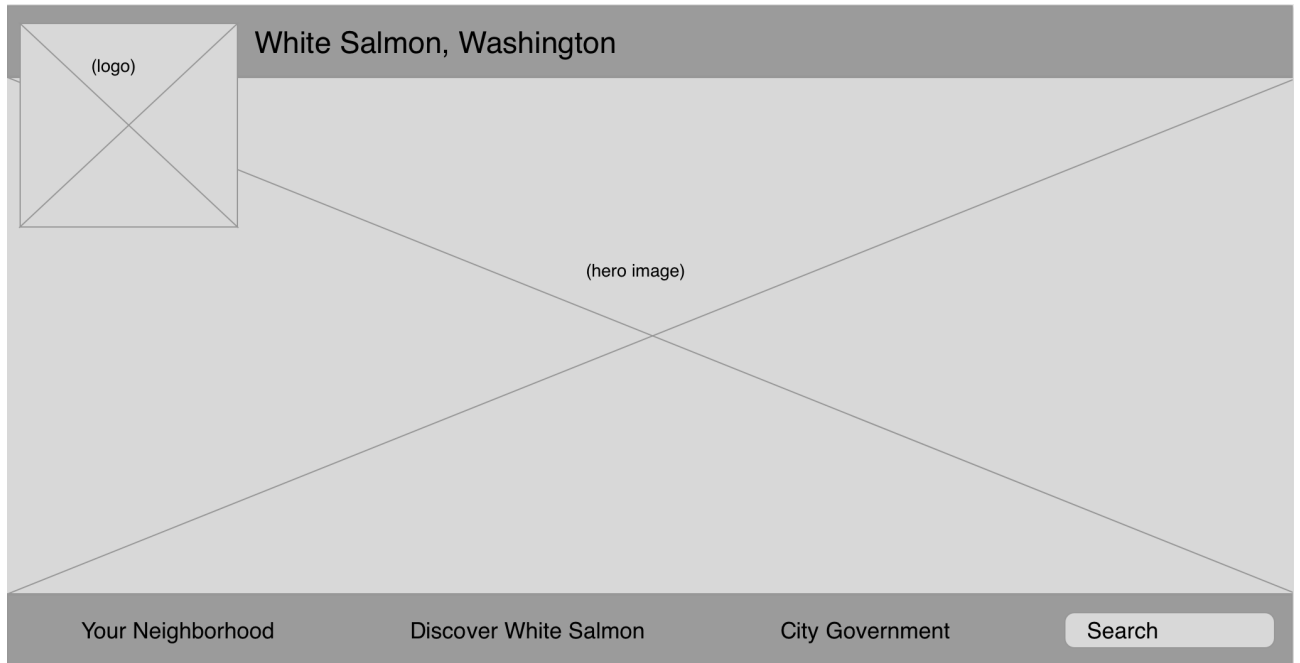 White Salmon, Washington
(logo)
(hero image)
Your Neighborhood
Discover White Salmon
City Government
Search